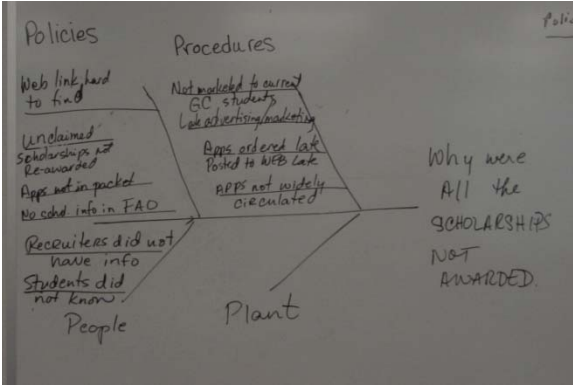 Policies
Web link hard
to find
Unclaimed
Scholarships not
Re-awarded
Apps not in packet
No schd info in FAO
Procedures
Not marketed to current
GC students
Late advertising/marketing
Apps ordered late
Posted to WEB Late
APPS not widely
circulated
Recruiters did not
have info
Students did
not know
People
Plant
Why were
All the
SCHOLARSHIPS
NOT
AWARDED.